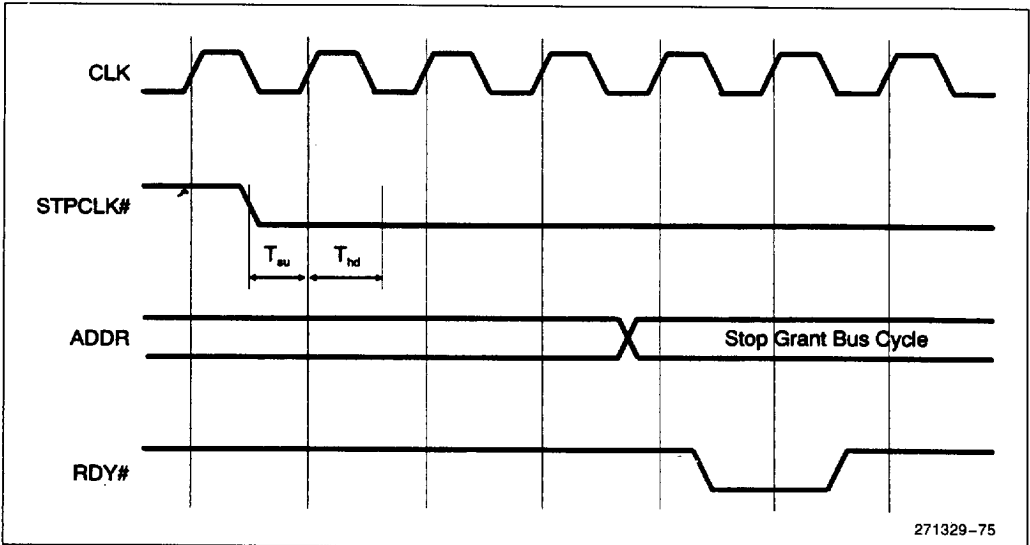 CLK
STPCLK#
Tsu
Thd
ADDR
Stop Grant Bus Cycle
RDY#
271329–75